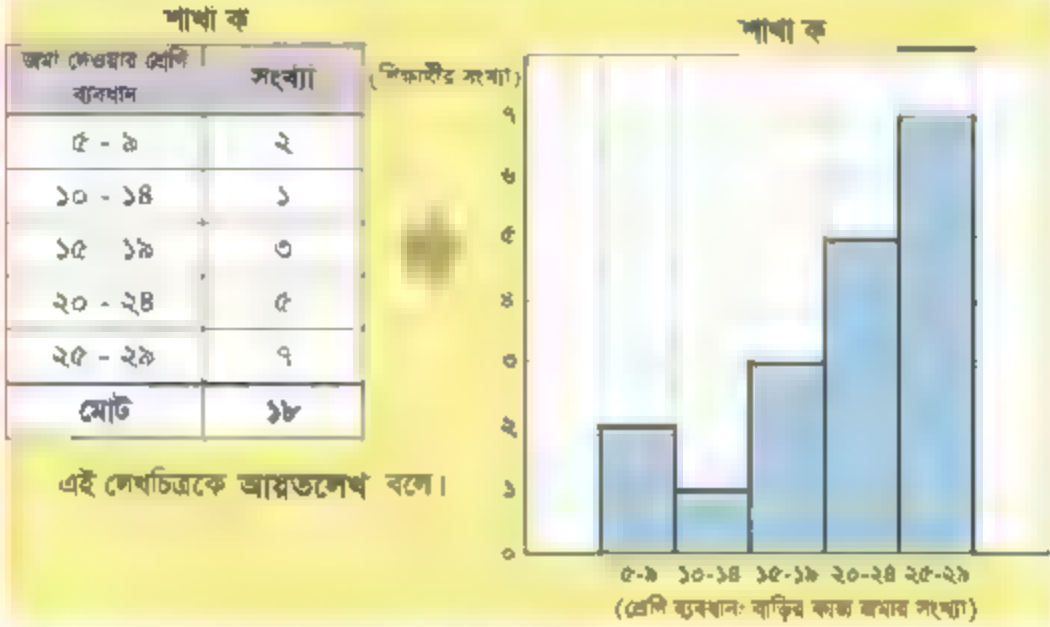 শাখা ক
জমা দেওয়ার শ্রেণি ব্যবধান সংখ্যা
৫ - ৯ ২
১০ - ১৪ ১
১৫ ১৯ ৩
২০ - ২৪ ৫
২৫ - ২৯ ৭
মোট ১৮
এই লেখচিত্রকে আয়তলেখ বলে।
শাখা ক
(শিক্ষার্থীর সংখ্যা)
৭
৬
৫
৪
৩
২
১
০
৫-৯ ১০-১৪ ১৫-১৯ ২০-২৪ ২৫-২৯
(শ্রেণি ব্যবধান: বাড়ির কাজ জমার সংখ্যা)